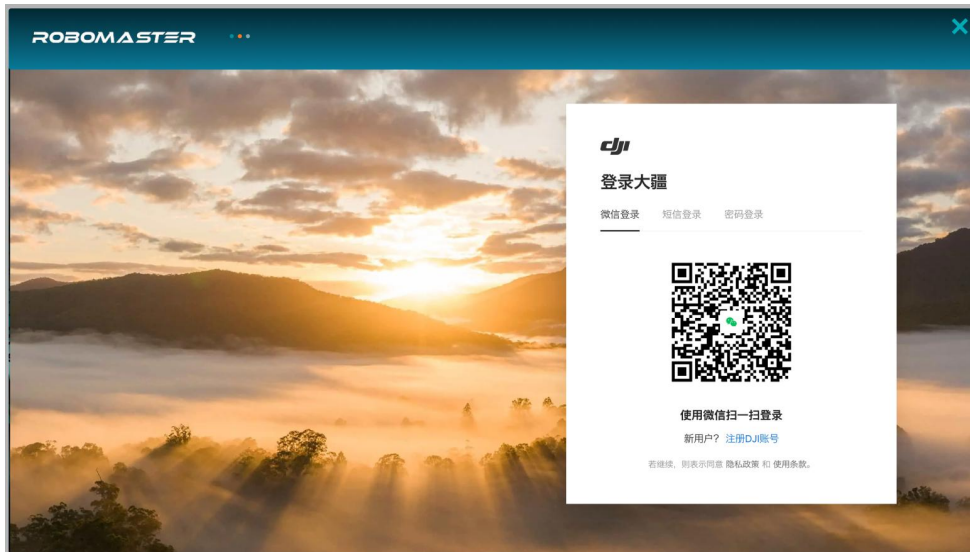 ROBOMASTER
dji
登录大疆
微信登录 短信登录 密码登录
使用微信扫一扫登录
新用户? 注册DJI账号
若继续，则表示同意 隐私政策 和 使用条款。